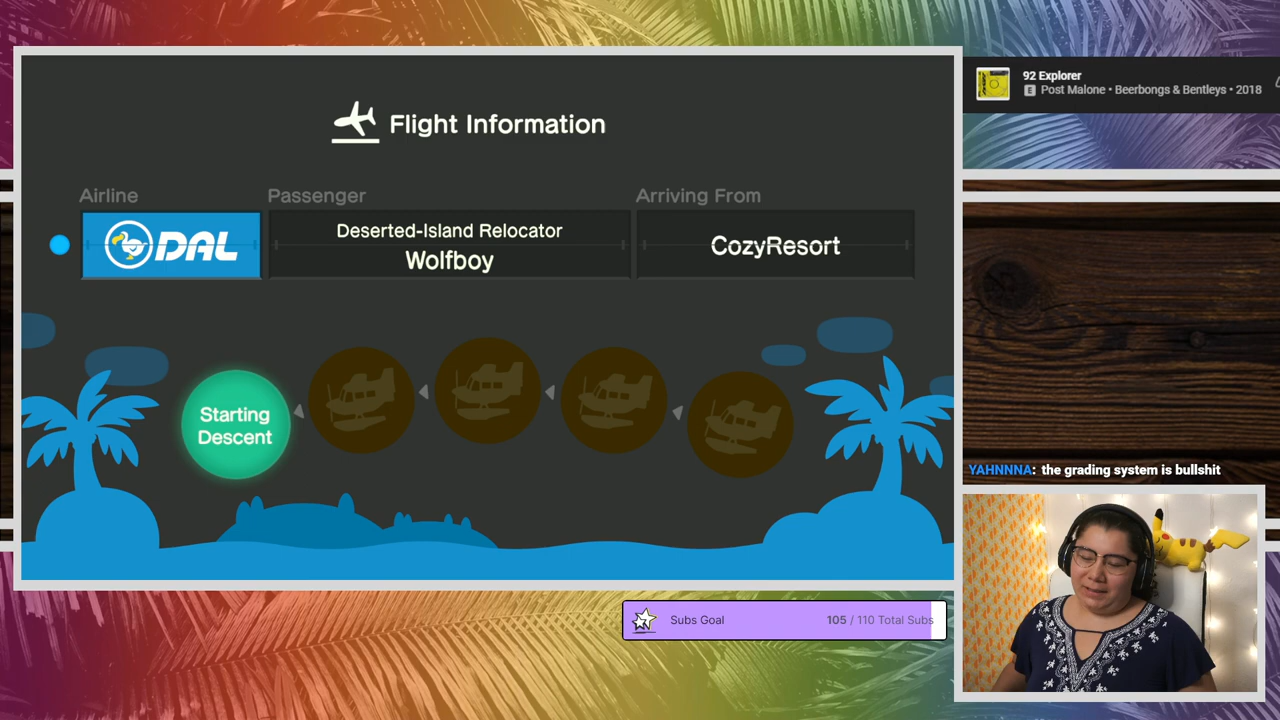 92 Explorer
E Post Malone • Beerbongs & Bentleys • 2018
Flight Information
Airline
Passenger
Arriving From
DAL
Deserted-Island Relocator
Wolfboy
CozyResort
Starting
Descent
YAHNNNA: the grading system is bullshit
Subs Goal
105 / 110 Total Subs